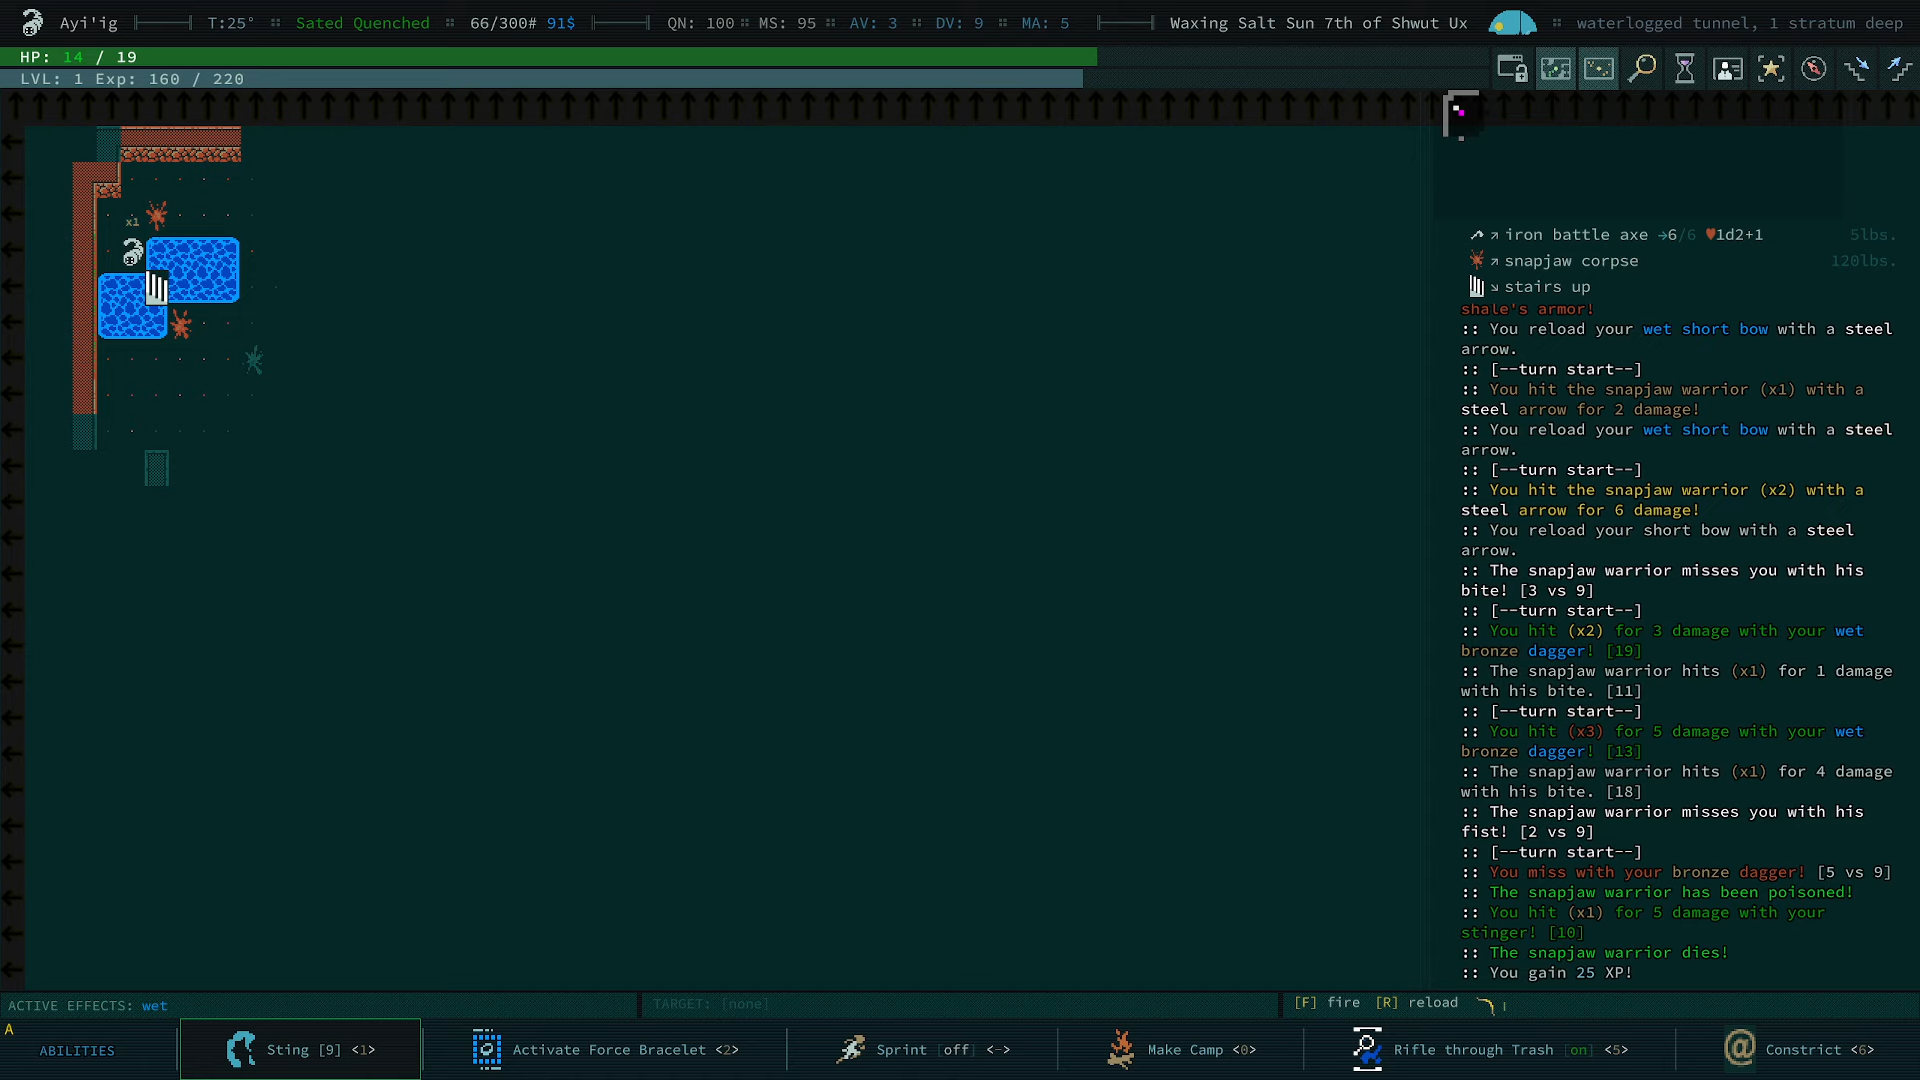 Ayi'ig T:25° Sated Quenched 66/300# 91$ QN: 100 MS: 95 AV: 3 DV: 9 MA: 5 Waxing Salt Sun 7th of Shwut Ux waterlogged tunnel, 1 stratum deep
HP: 14 / 19
LVL: 1 Exp: 160 / 220
x1
iron battle axe →6/6 ♥1d2+1 5lbs.
snapjaw corpse 120lbs.
stairs up
shale's armor!
:: You reload your wet short bow with a steel
arrow.
:: [--turn start--]
:: You hit the snapjaw warrior (x1) with a
steel arrow for 2 damage!
:: You reload your wet short bow with a steel
arrow.
:: [--turn start--]
:: You hit the snapjaw warrior (x2) with a
steel arrow for 6 damage!
:: You reload your short bow with a steel
arrow.
:: The snapjaw warrior misses you with his
bite! [3 vs 9]
:: [--turn start--]
:: You hit (x2) for 3 damage with your wet
bronze dagger! [19]
:: The snapjaw warrior hits (x1) for 1 damage
with his bite. [11]
:: [--turn start--]
:: You hit (x3) for 5 damage with your wet
bronze dagger! [13]
:: The snapjaw warrior hits (x1) for 4 damage
with his bite. [18]
:: The snapjaw warrior misses you with his
fist! [2 vs 9]
:: [--turn start--]
:: You miss with your bronze dagger! [5 vs 9]
:: The snapjaw warrior has been poisoned!
:: You hit (x1) for 5 damage with your
stinger! [10]
:: The snapjaw warrior dies!
:: You gain 25 XP!
ACTIVE EFFECTS: wet TARGET: [none] [F] fire [R] reload
A
ABILITIES Sting [9] <1> Activate Force Bracelet <2> Sprint [off] <-> Make Camp <0> Rifle through Trash [on] <5> @ Constrict <6>